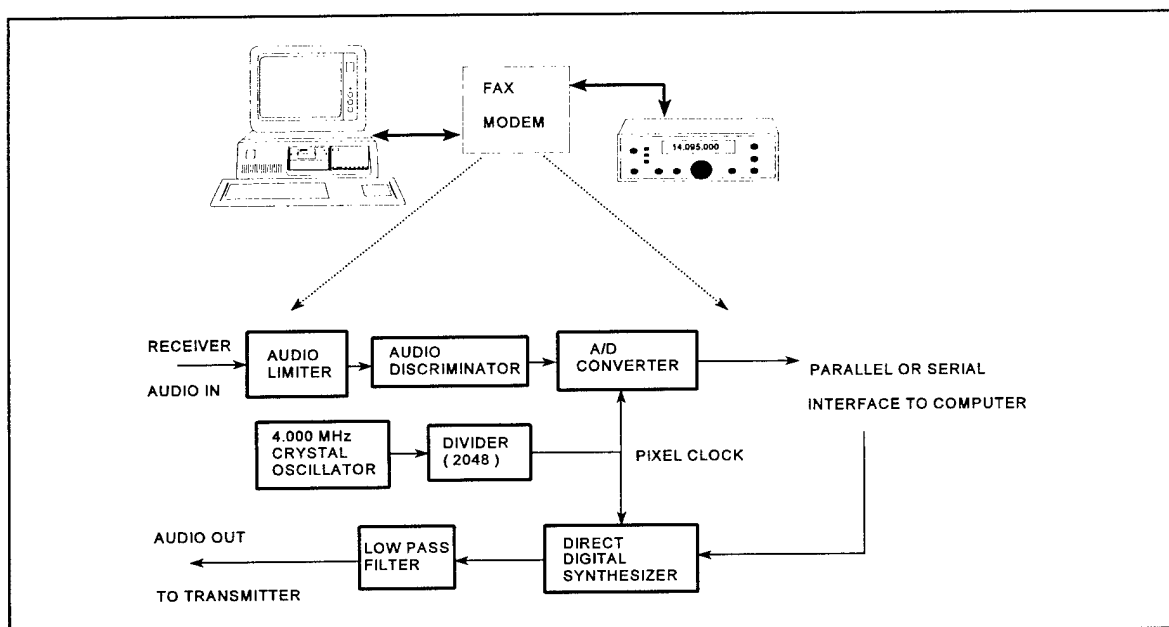 FAX
MODEM
14.095.000
RECEIVER
AUDIO IN
AUDIO
LIMITER
AUDIO
DISCRIMINATOR
A/D
CONVERTER
PARALLEL OR SERIAL
INTERFACE TO COMPUTER
4.000 MHz
CRYSTAL
OSCILLATOR
DIVIDER
( 2048 )
PIXEL CLOCK
AUDIO OUT
TO TRANSMITTER
LOW PASS
FILTER
DIRECT
DIGITAL
SYNTHESIZER